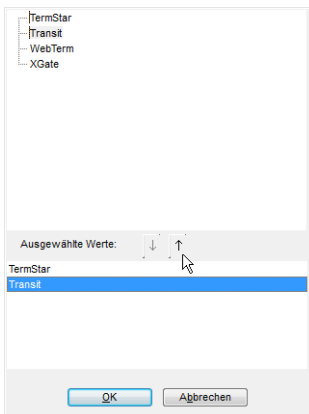 TermStar
Transit
WebTerm
XGate
Ausgewählte Werte:
TermStar
Transit
OK Abbrechen